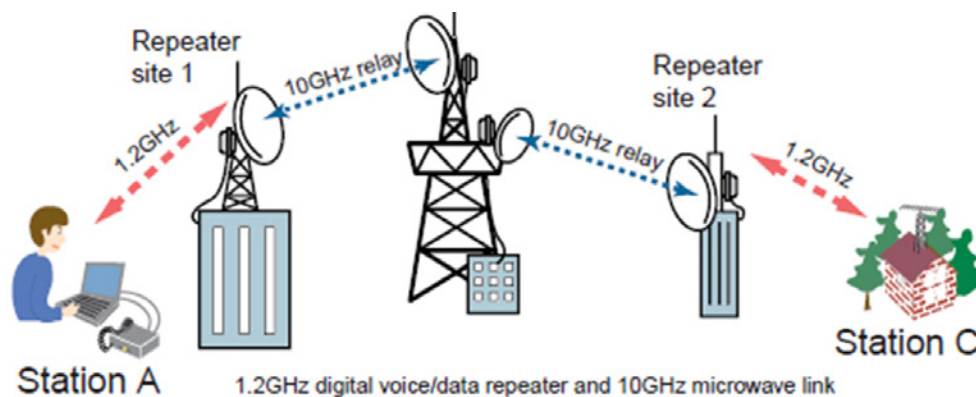 Repeater
site 1
10GHz relay
1.2GHz
Repeater
site 2
10GHz relay
1.2GHz
Station A
Station C
1.2GHz digital voice/data repeater and 10GHz microwave link